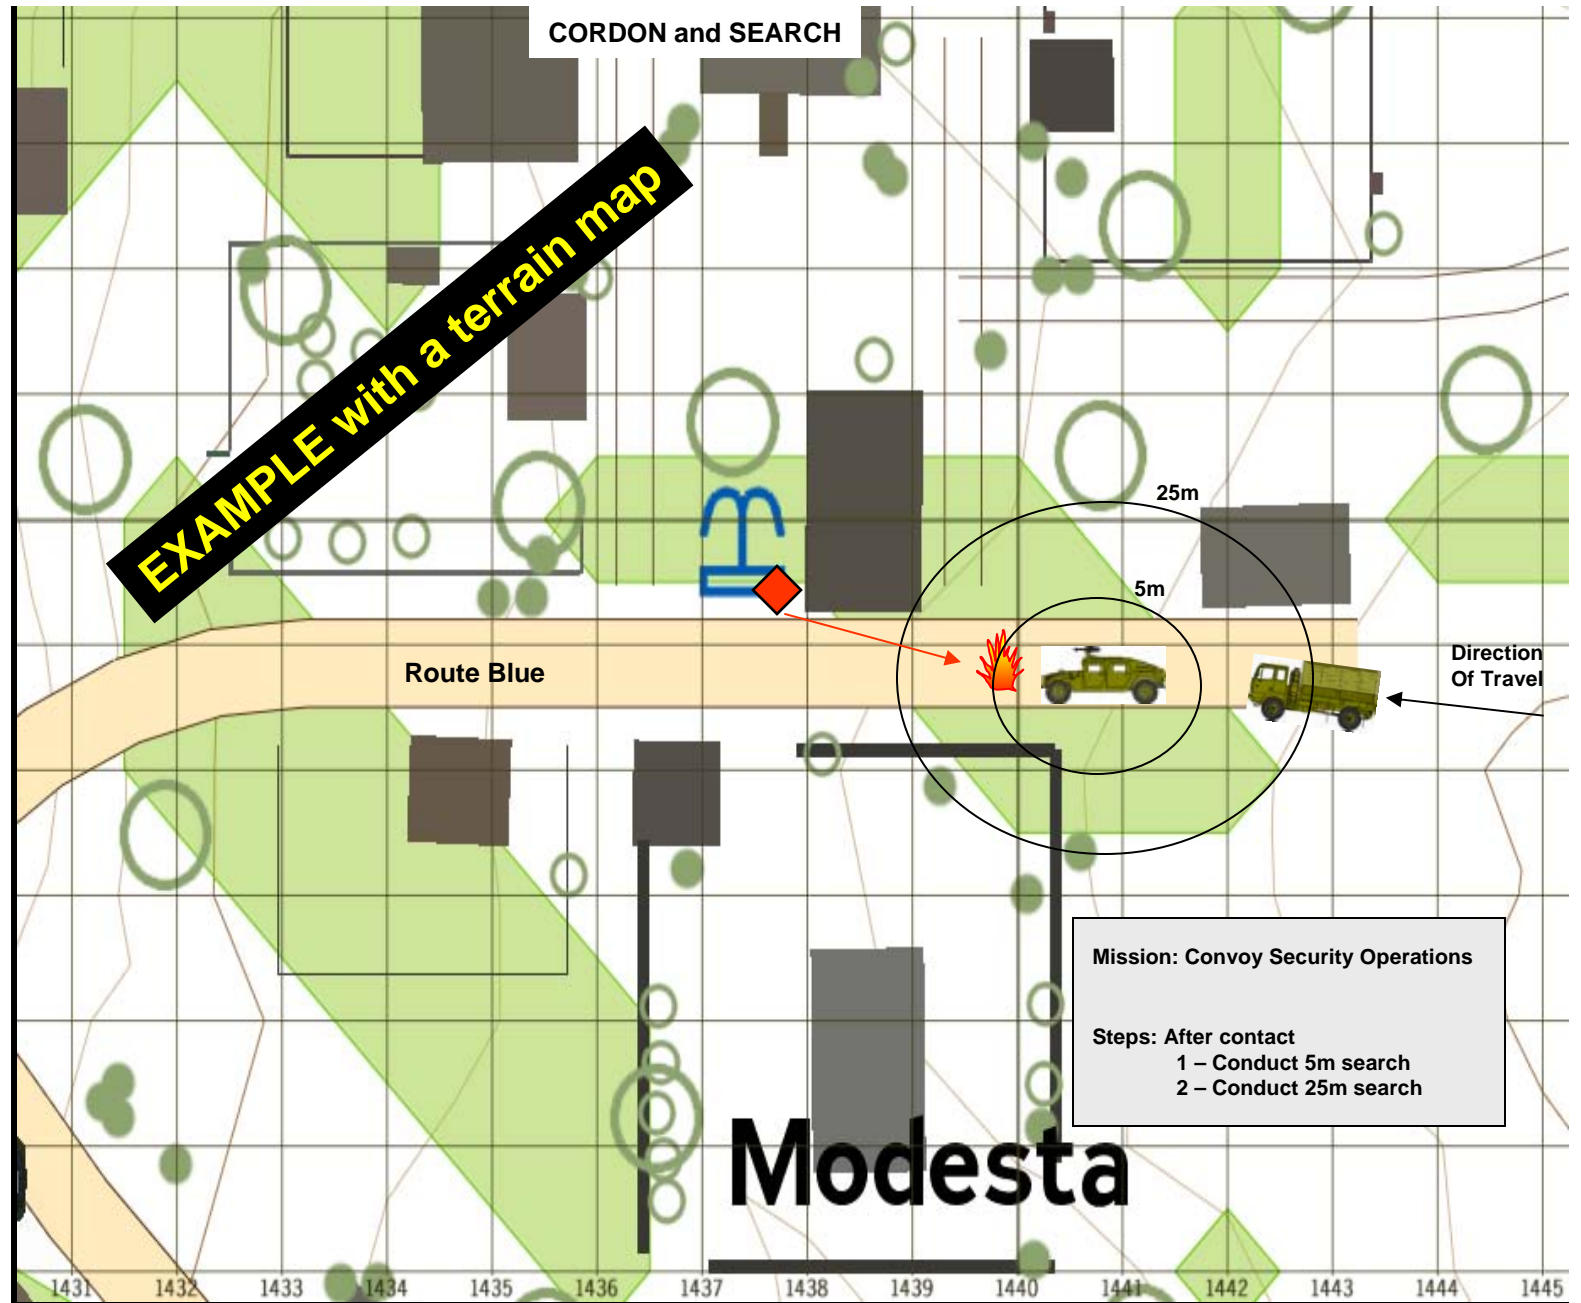 CORDON and SEARCH
EXAMPLE with a terrain map
25m
5m
Route Blue
Direction
Of Travel
Mission: Convoy Security Operations
Steps: After contact
1 – Conduct 5m search
2 – Conduct 25m search
Modesta
1431 1432 1433 1434 1435 1436 1437 1438 1439 1440 1441 1442 1443 1444 1445